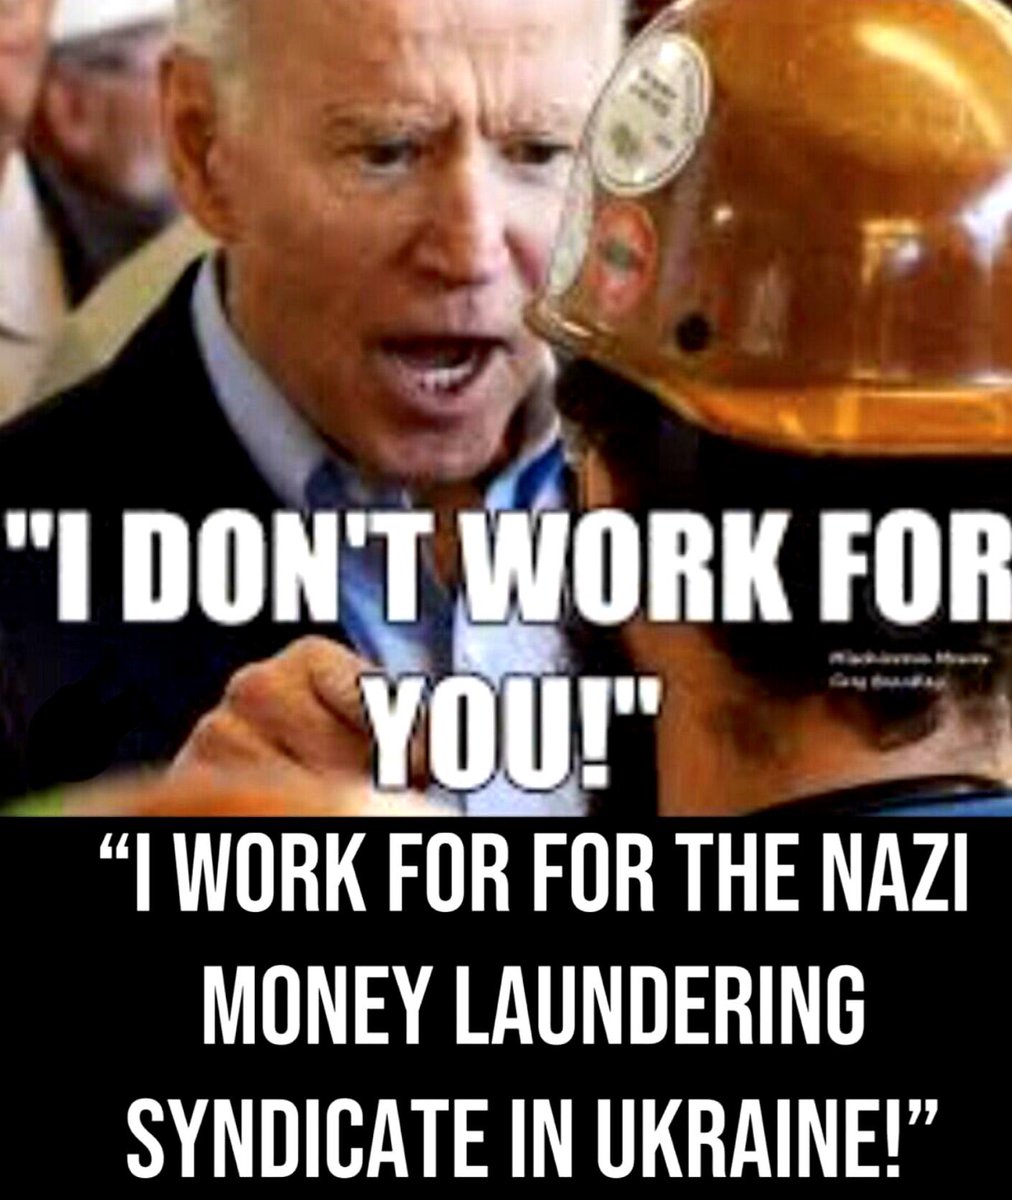 "I DON'T WORK FOR
YOU!"
“I WORK FOR FOR THE NAZI
MONEY LAUNDERING
SYNDICATE IN UKRAINE!”